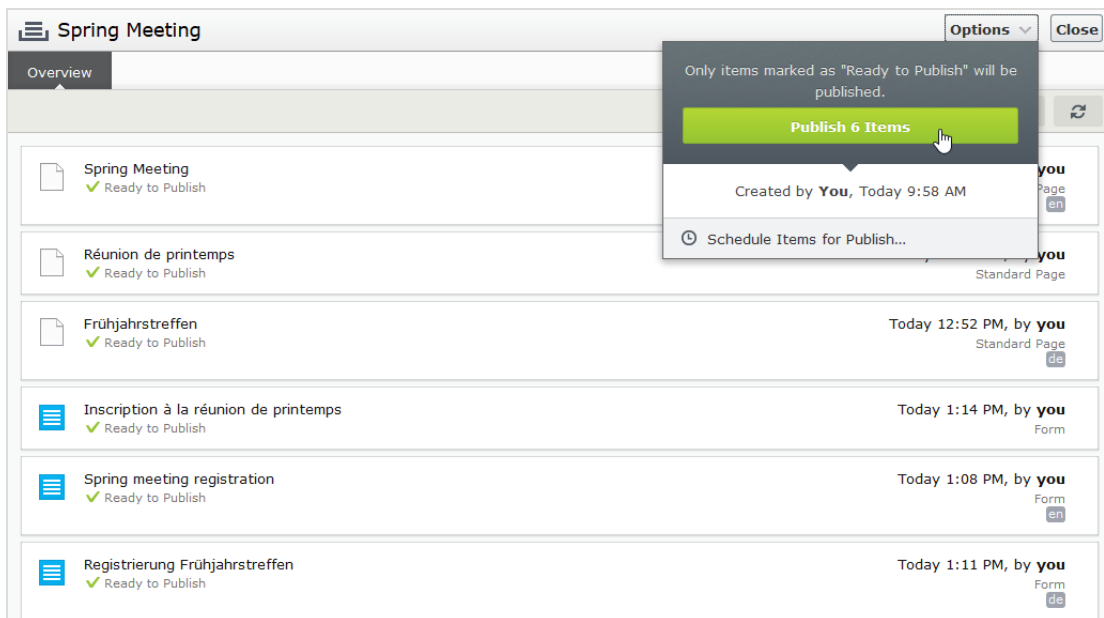 Spring Meeting
Options
Close
Overview
Only items marked as "Ready to Publish" will be
published.
Publish 6 Items
Created by You, Today 9:58 AM
Schedule Items for Publish...
Spring Meeting
you
Ready to Publish
Page
en
Réunion de printemps
you
Ready to Publish
Standard Page
Frühjahrstreffen
Today 12:52 PM, by you
Ready to Publish
Standard Page
de
Inscription à la réunion de printemps
Today 1:14 PM, by you
Ready to Publish
Form
Spring meeting registration
Today 1:08 PM, by you
Ready to Publish
Form
en
Registrierung Frühjahrstreffen
Today 1:11 PM, by you
Ready to Publish
Form
de